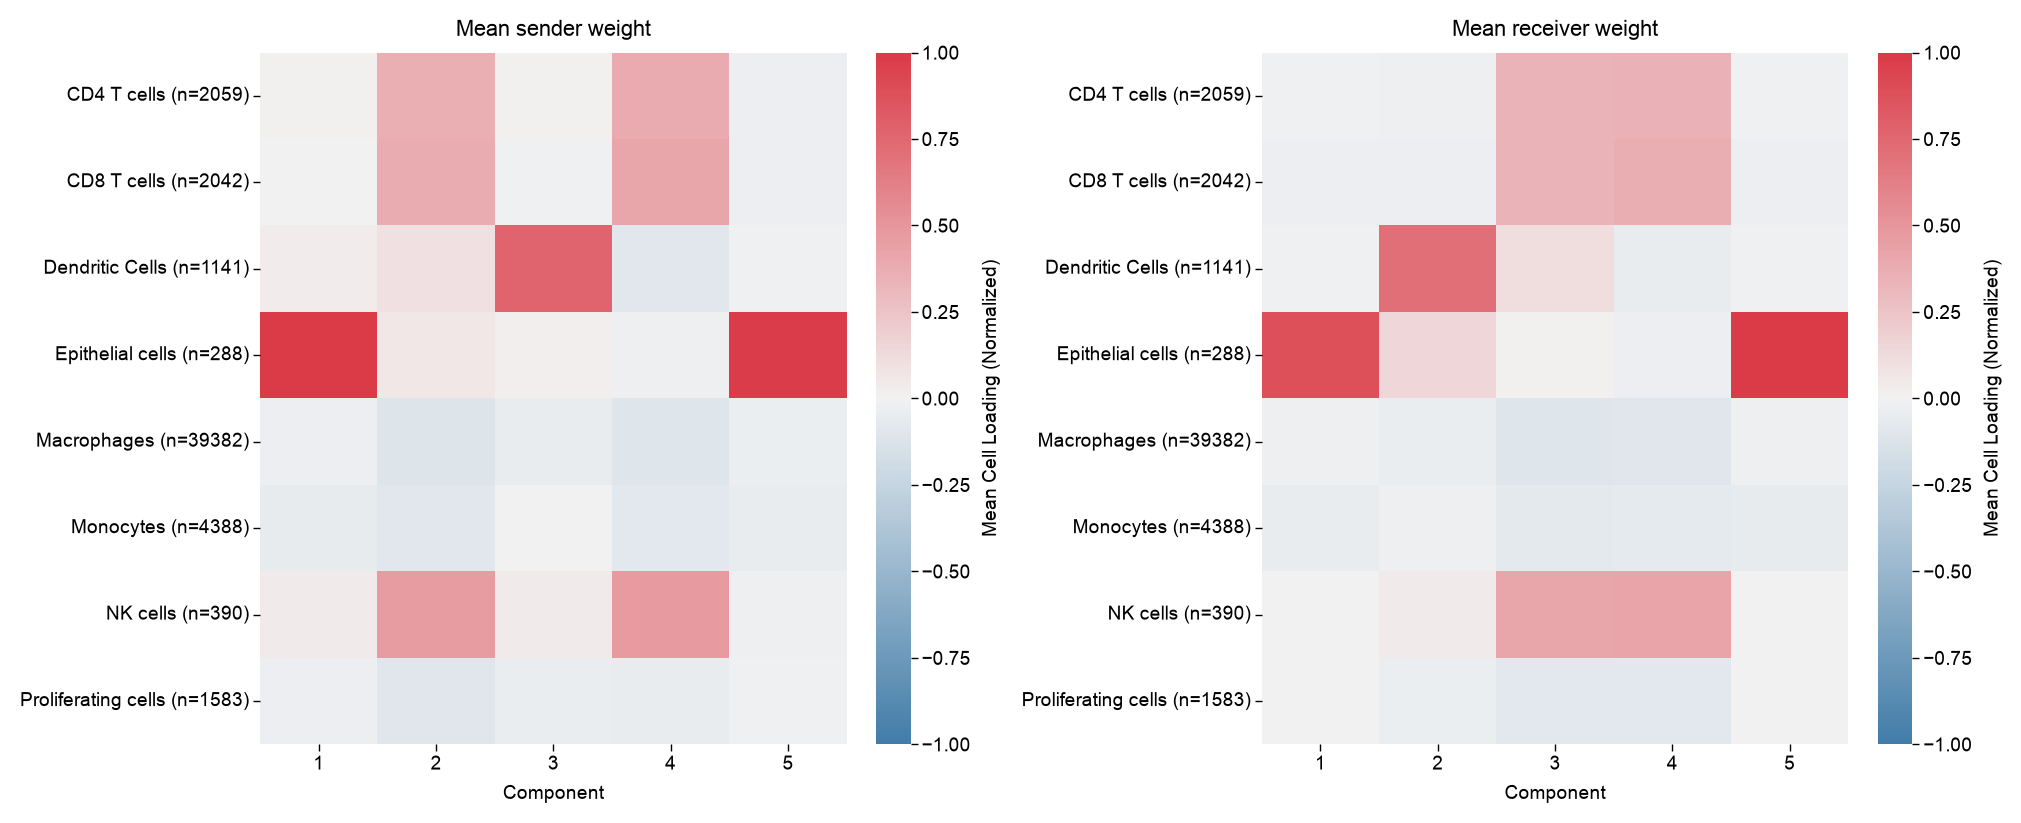 Mean sender weight
CD4 T cells (n=2059)
CD8 T cells (n=2042)
Dendritic Cells (n=1141)
Epithelial cells (n=288)
Macrophages (n=39382)
Monocytes (n=4388)
NK cells (n=390)
Proliferating cells (n=1583)
1 2 3 4 5
Component
1.00
0.75
0.50
0.25
0.00
−0.25
−0.50
−0.75
−1.00
Mean Cell Loading (Normalized)
Mean receiver weight
CD4 T cells (n=2059)
CD8 T cells (n=2042)
Dendritic Cells (n=1141)
Epithelial cells (n=288)
Macrophages (n=39382)
Monocytes (n=4388)
NK cells (n=390)
Proliferating cells (n=1583)
1 2 3 4 5
Component
1.00
0.75
0.50
0.25
0.00
−0.25
−0.50
−0.75
−1.00
Mean Cell Loading (Normalized)